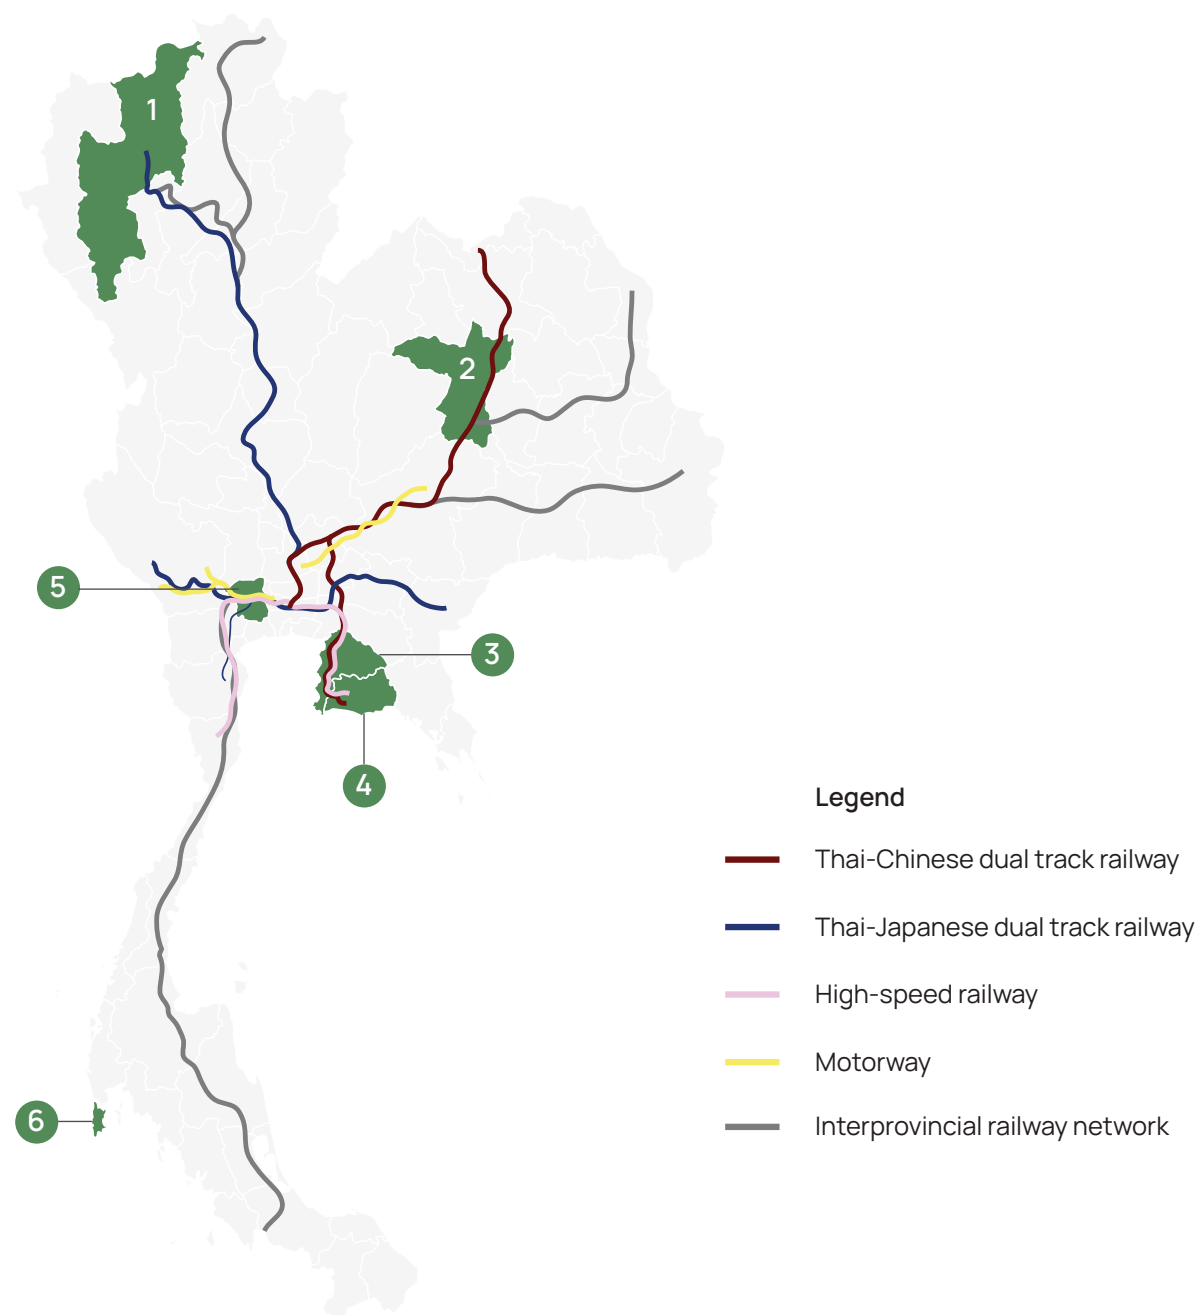 1
2
5
3
4
6
Legend
Thai-Chinese dual track railway
Thai-Japanese dual track railway
High-speed railway
Motorway
Interprovincial railway network